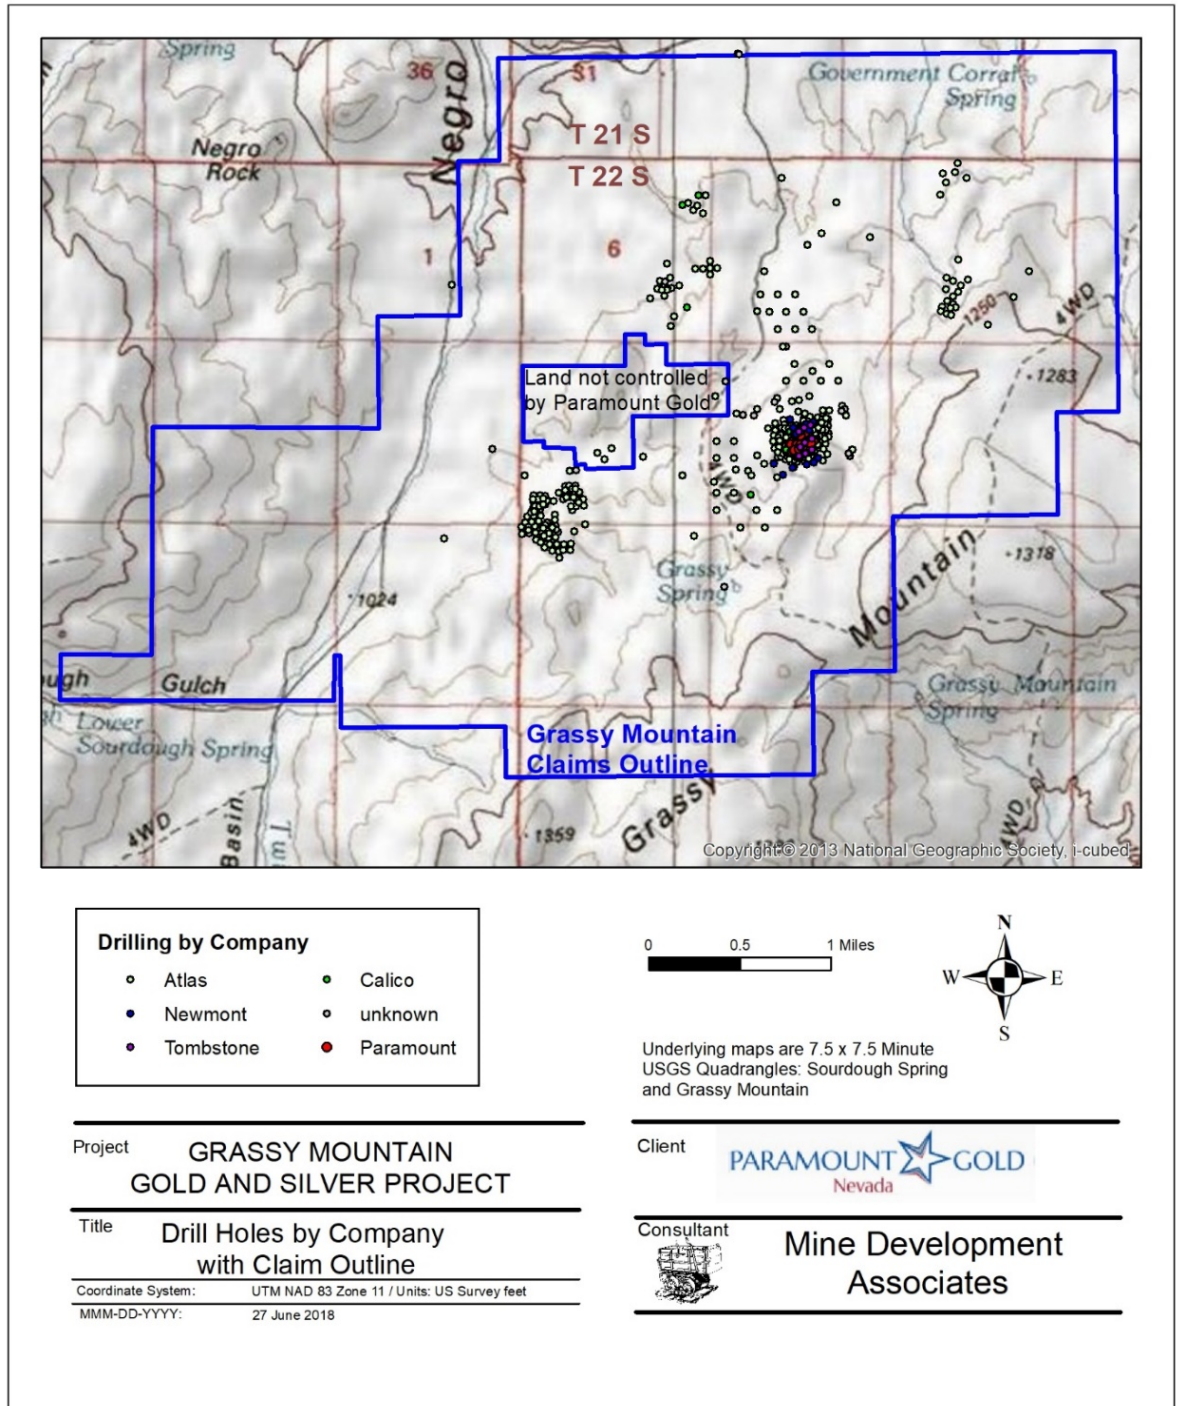 Spring
36
Negro
31
Government Corral
Spring
T 21 S
Negro
Rock
T 22 S
1
6
1250
4WD
Land not controlled
by Paramount Gold
1283
4WD
1318
Grassy
Spring
Mountain
1024
ugh
Gulch
Grassy Mountain
Spring
Lower
Sourdough Spring
Grassy Mountain
Claims Outline
4WD
Basin
1359
Grassy
4WD
Copyright:© 2013 National Geographic Society, i-cubed
Drilling by Company
Atlas
Calico
Newmont
unknown
Tombstone
Paramount
0 0.5 1 Miles
N
W E
S
Underlying maps are 7.5 x 7.5 Minute
USGS Quadrangles: Sourdough Spring
and Grassy Mountain
Project
GRASSY MOUNTAIN
GOLD AND SILVER PROJECT
Client
PARAMOUNT GOLD
Nevada
Title
Drill Holes by Company
with Claim Outline
Consultant
Mine Development
Associates
Coordinate System: UTM NAD 83 Zone 11 / Units: US Survey feet
MMM-DD-YYYY: 27 June 2018